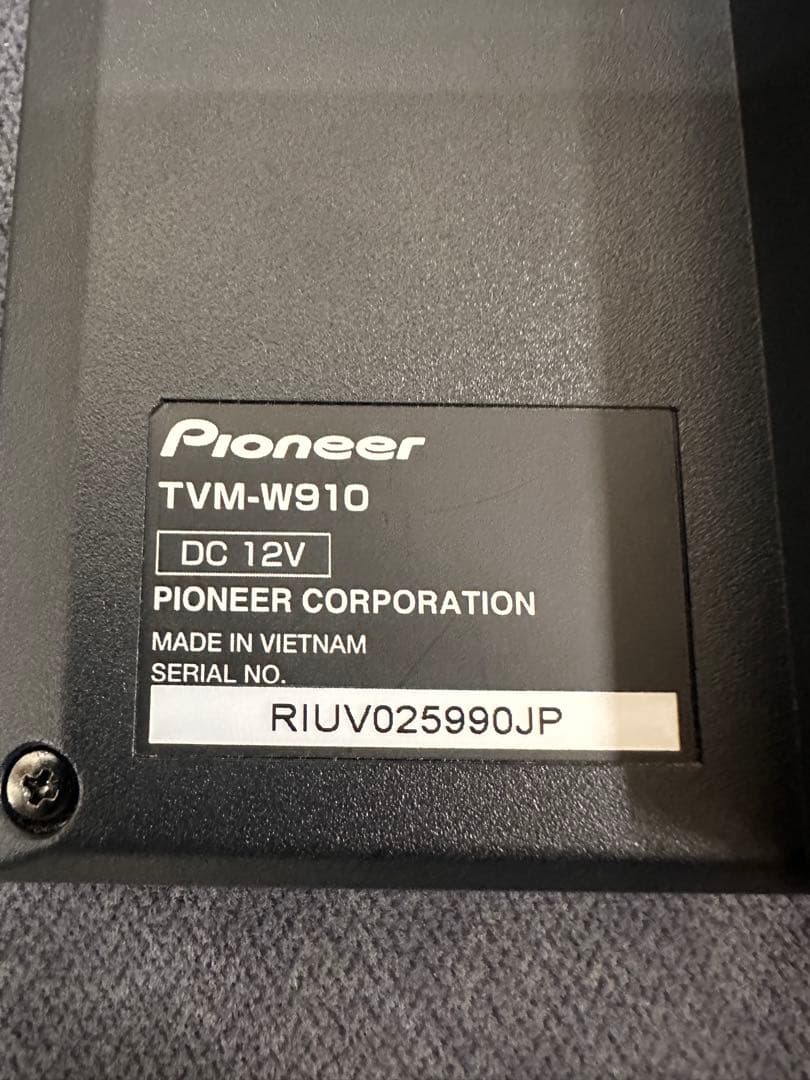 Pioneer
TVM-W910
DC 12V
PIONEER CORPORATION
MADE IN VIETNAM
SERIAL NO.
RIUV025990JP